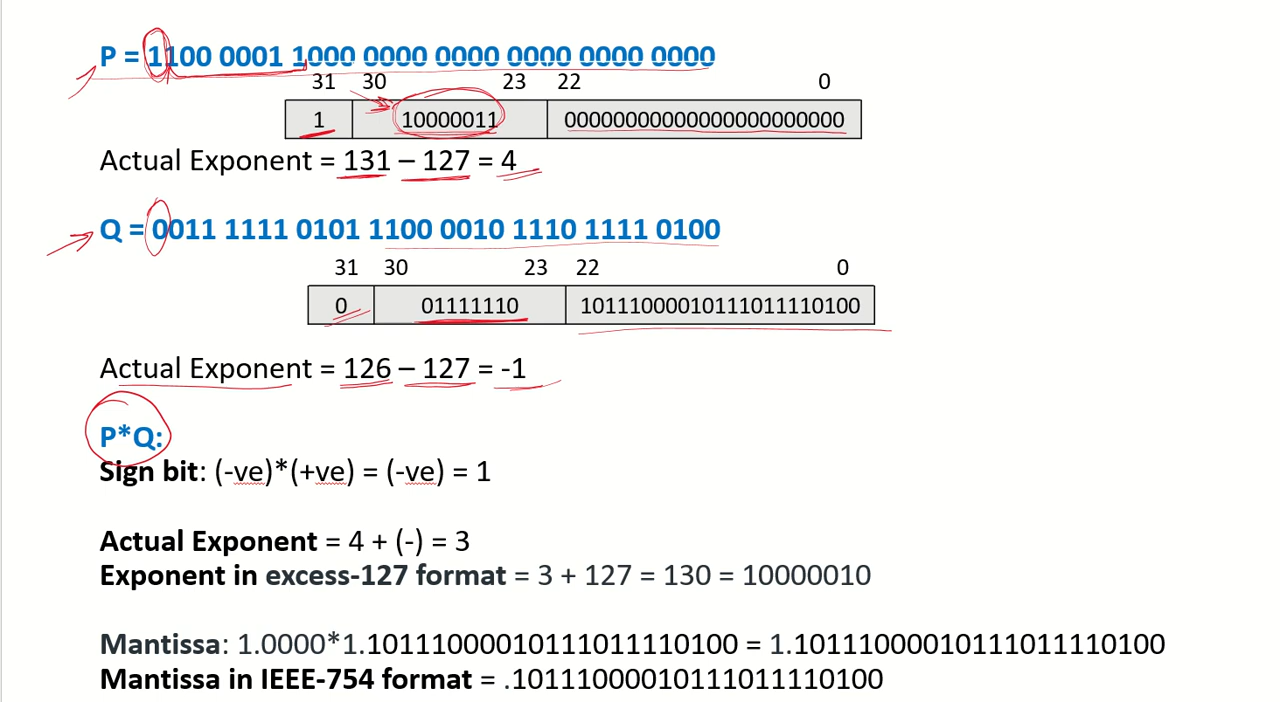 P = 1100 0001 1000 0000 0000 0000 0000 0000
31 30 23 22 0
1 10000011 00000000000000000000000
Actual Exponent = 131 – 127 = 4
Q = 0011 1111 0101 1100 0010 1110 1111 0100
31 30 23 22 0
0 01111110 10111000010111011110100
Actual Exponent = 126 – 127 = -1
P*Q:
Sign bit: (-ve)*(+ve) = (-ve) = 1
Actual Exponent = 4 + (-) = 3
Exponent in excess-127 format = 3 + 127 = 130 = 10000010
Mantissa: 1.0000*1.10111000010111011110100 = 1.10111000010111011110100
Mantissa in IEEE-754 format = .10111000010111011110100